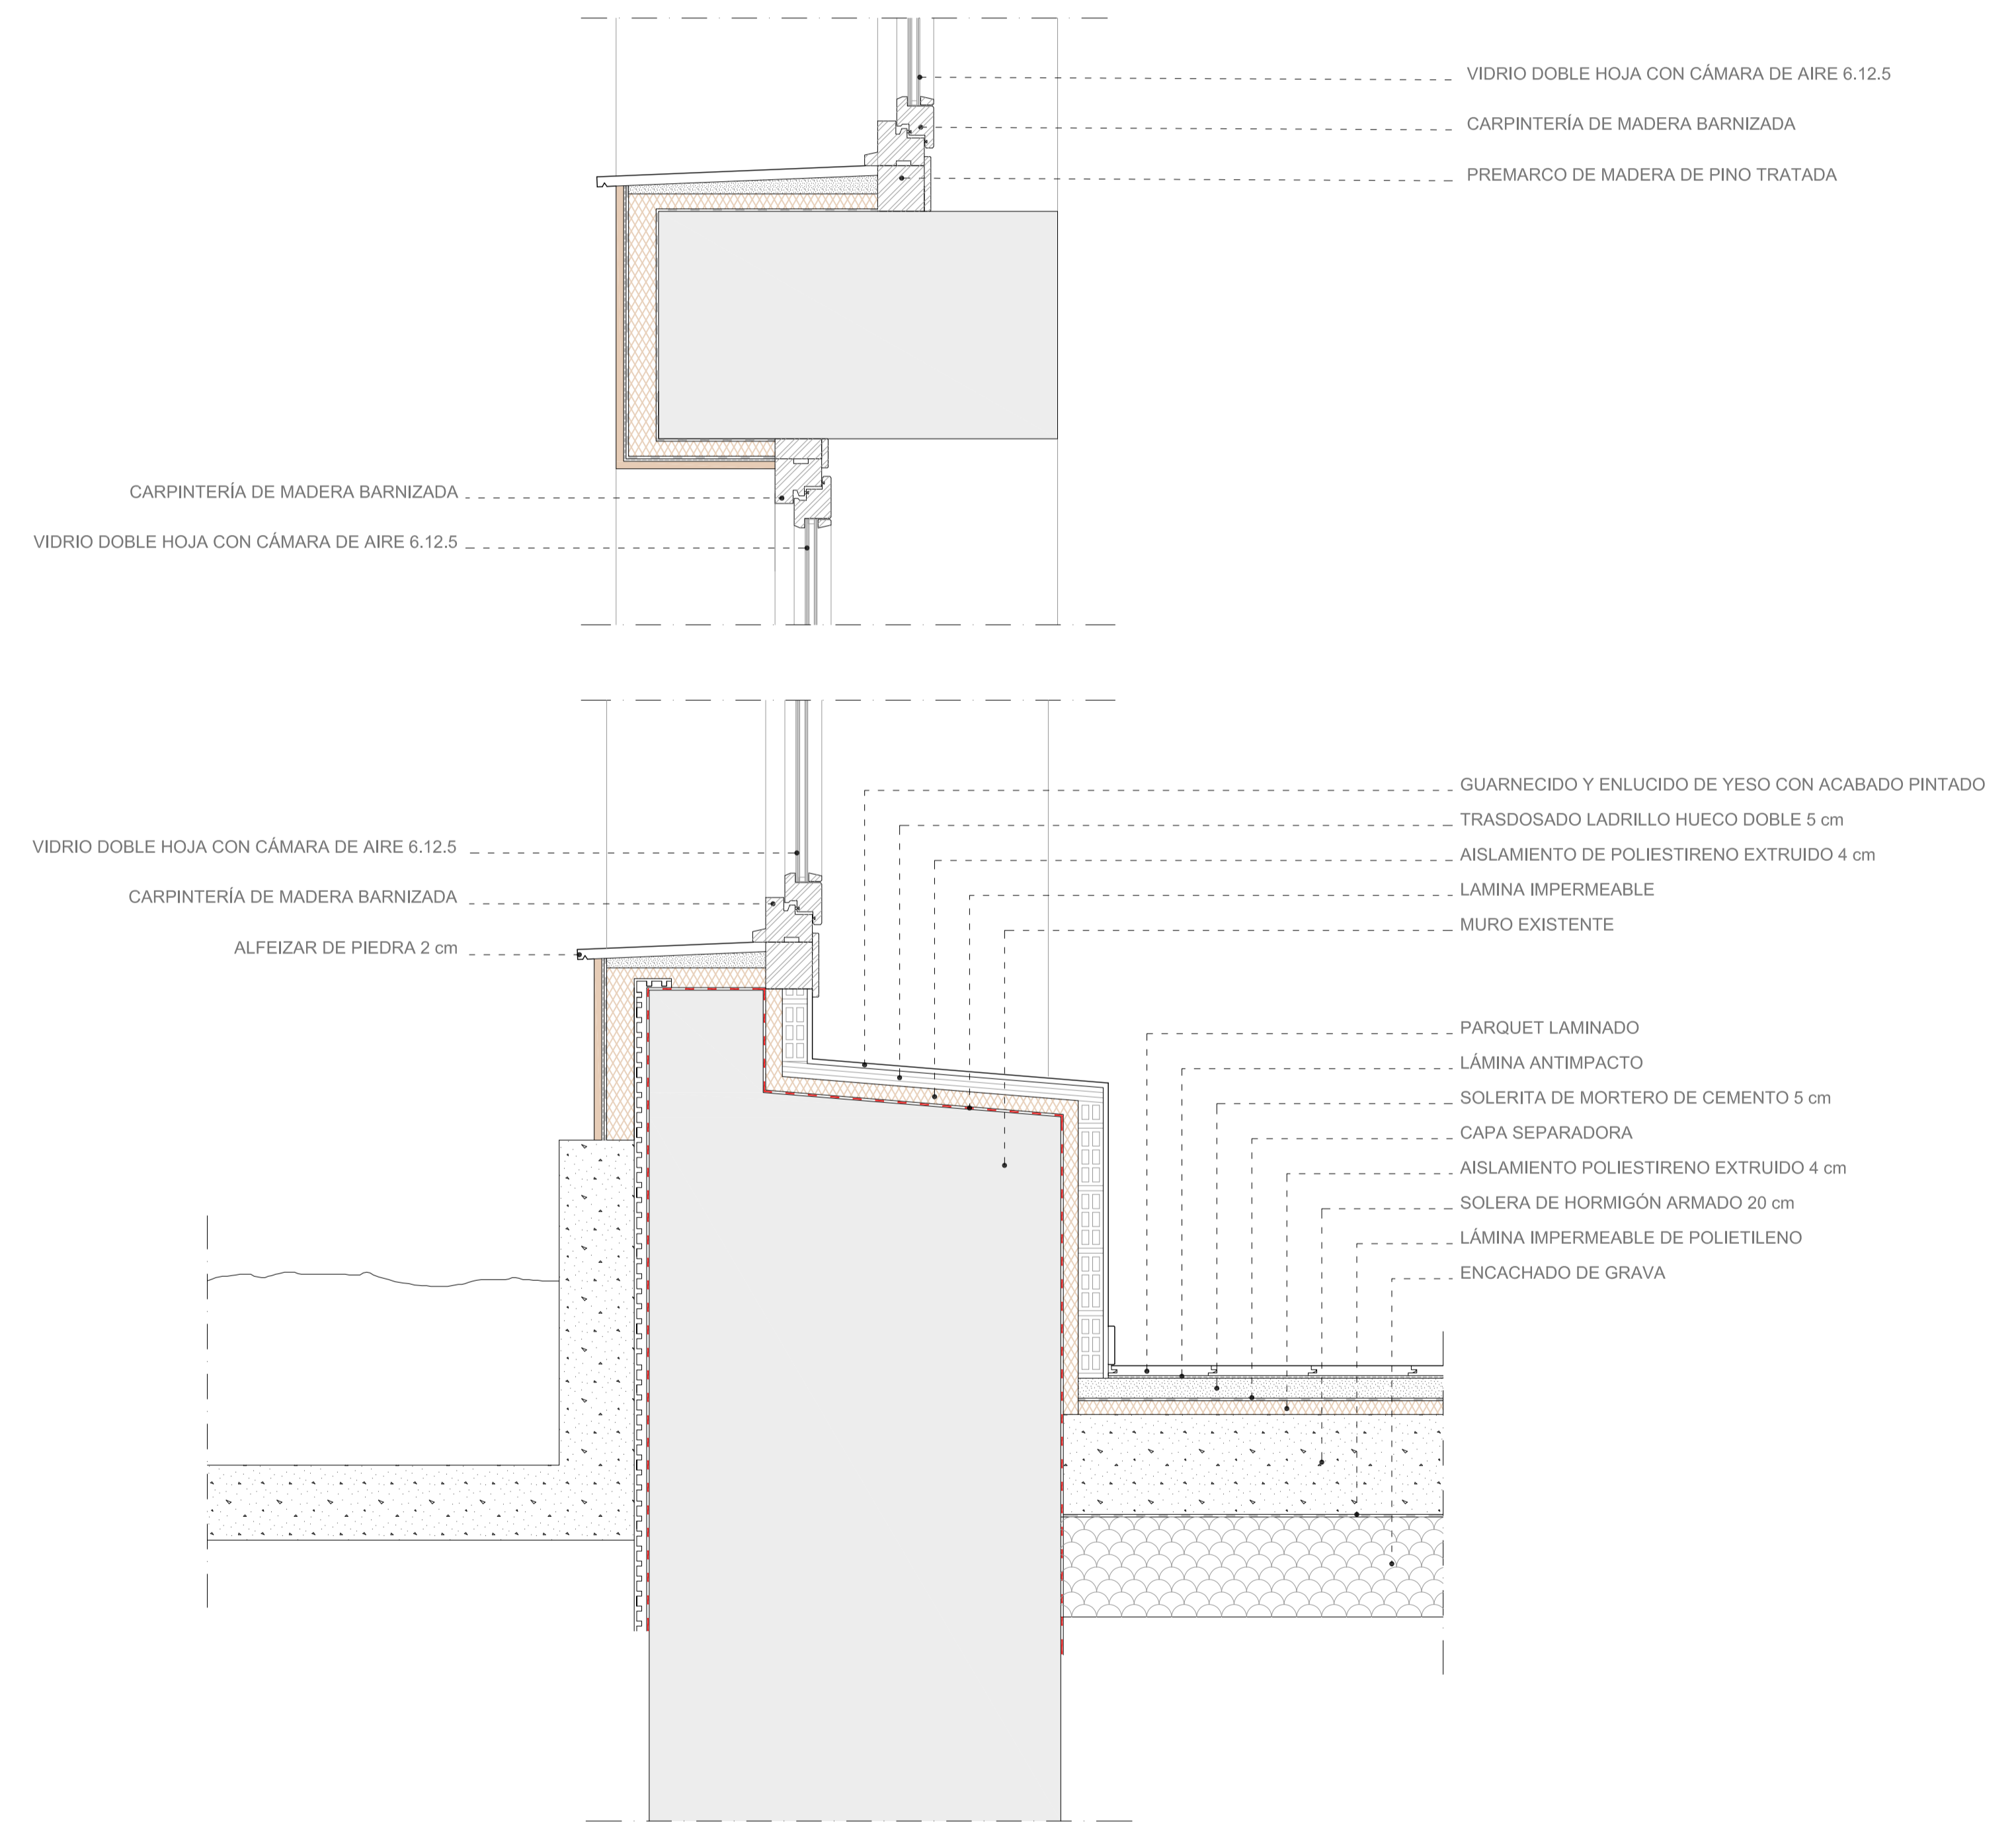 VIDRIO DOBLE HOJA CON CÁMARA DE AIRE 6.12.5
CARPINTERÍA DE MADERA BARNIZADA
PREMARCO DE MADERA DE PINO TRATADA
CARPINTERÍA DE MADERA BARNIZADA
VIDRIO DOBLE HOJA CON CÁMARA DE AIRE 6.12.5
GUARNECIDO Y ENLUCIDO DE YESO CON ACABADO PINTADO
TRASDOSADO LADRILLO HUECO DOBLE 5 cm
AISLAMIENTO DE POLIESTIRENO EXTRUIDO 4 cm
LAMINA IMPERMEABLE
MURO EXISTENTE
VIDRIO DOBLE HOJA CON CÁMARA DE AIRE 6.12.5
CARPINTERÍA DE MADERA BARNIZADA
ALFEIZAR DE PIEDRA 2 cm
PARQUET LAMINADO
LÁMINA ANTIMPACTO
SOLERITA DE MORTERO DE CEMENTO 5 cm
CAPA SEPARADORA
AISLAMIENTO POLIESTIRENO EXTRUIDO 4 cm
SOLERA DE HORMIGÓN ARMADO 20 cm
LÁMINA IMPERMEABLE DE POLIETILENO
ENCACHADO DE GRAVA